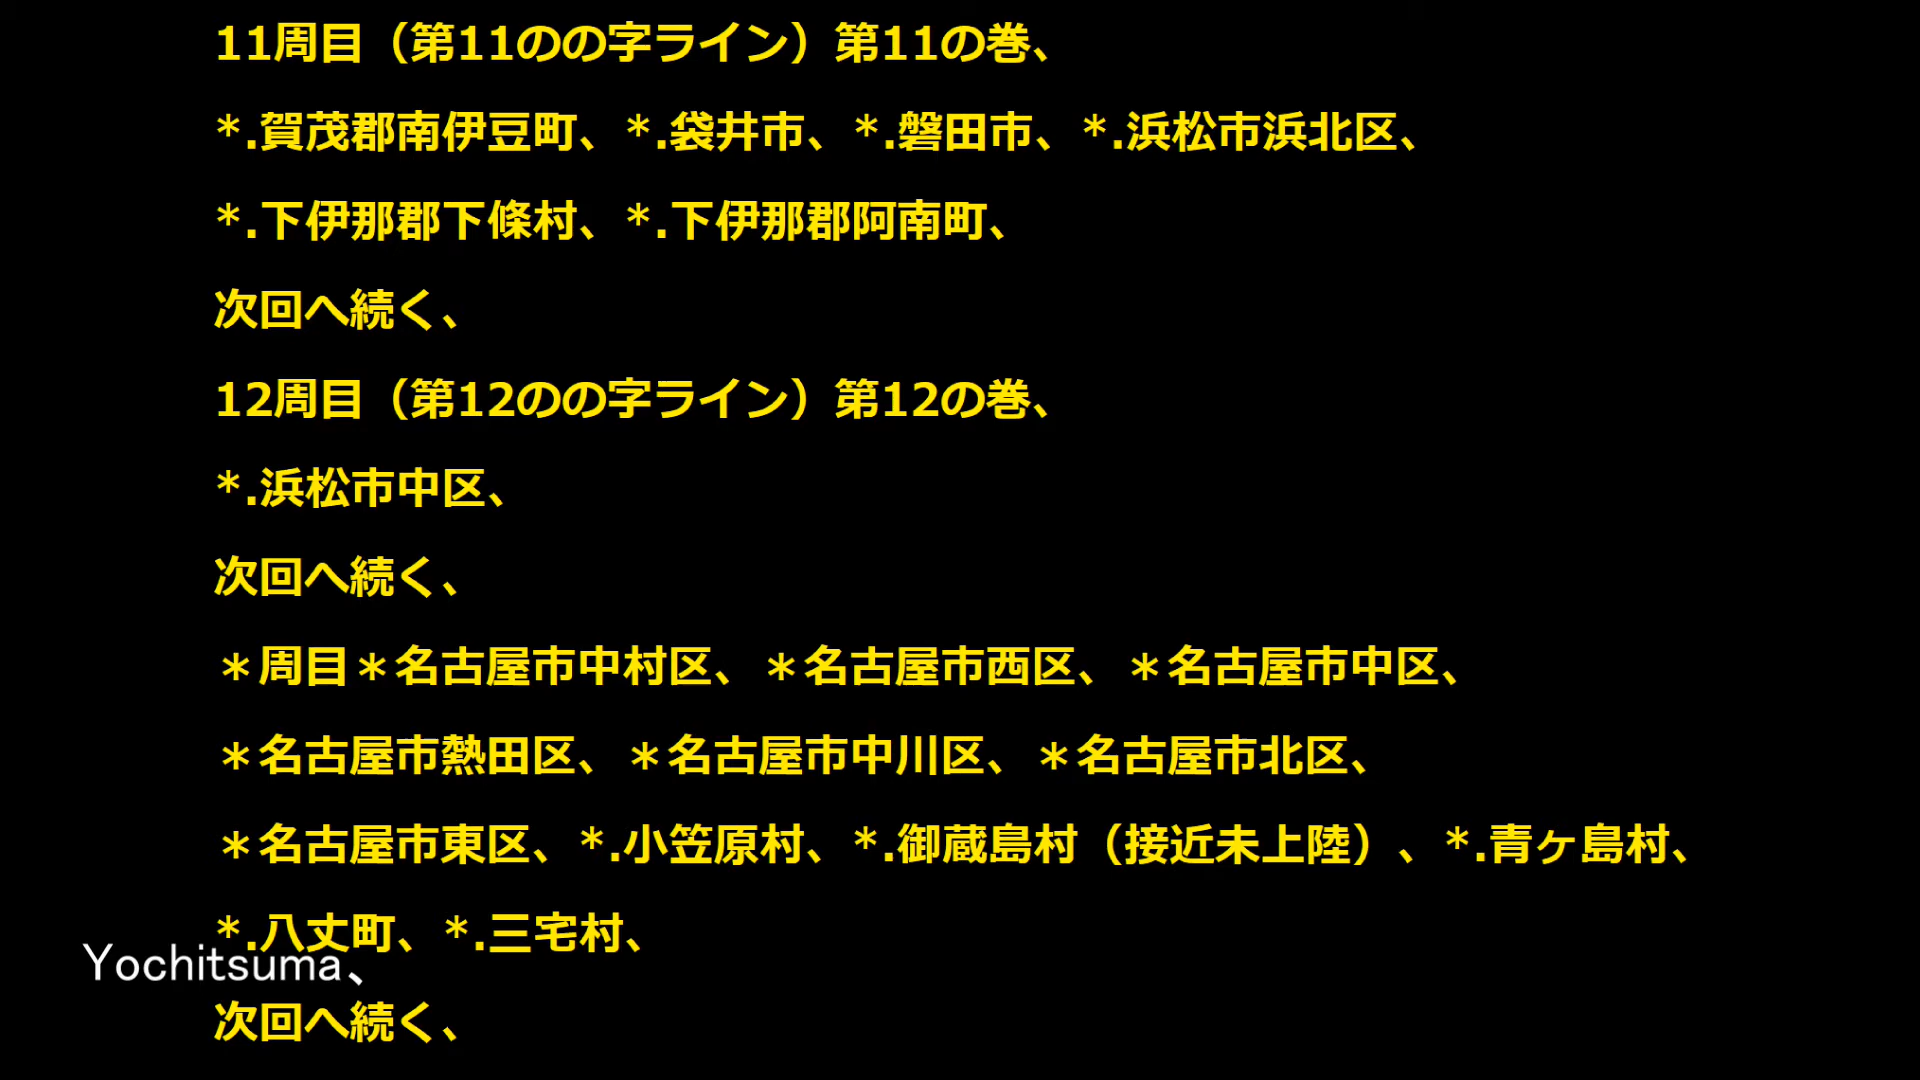 11周目（第11のの字ライン）第11の巻、
*.賀茂郡南伊豆町、*.袋井市、*.磐田市、*.浜松市浜北区、
*.下伊那郡下條村、*.下伊那郡阿南町、
次回へ続く、
12周目（第12のの字ライン）第12の巻、
*.浜松市中区、
次回へ続く、
＊周目＊名古屋市中村区、＊名古屋市西区、＊名古屋市中区、
＊名古屋市熱田区、＊名古屋市中川区、＊名古屋市北区、
＊名古屋市東区、*.小笠原村、*.御蔵島村（接近未上陸）、*.青ヶ島村、
*.八丈町、*.三宅村、
Yochitsuma、
次回へ続く、